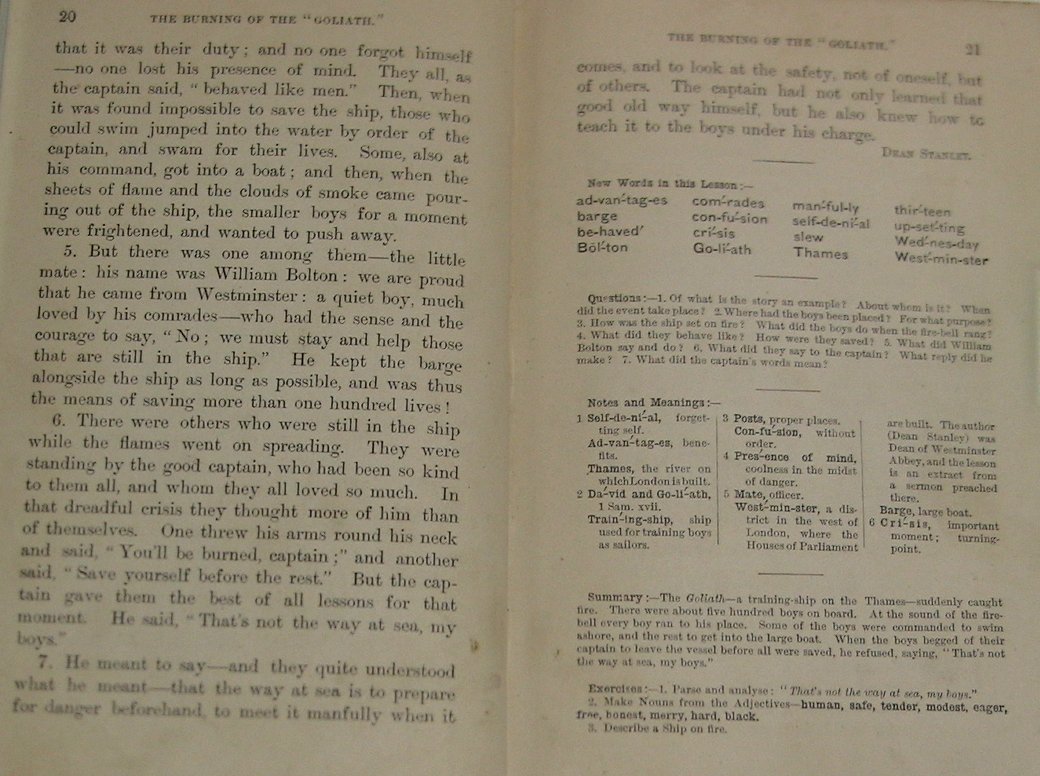 20 THE BURNING OF THE "GOLIATH."
that it was their duty; and no one forgot himself
—no one lost his presence of mind. They all, as
the captain said, "behaved like men." Then, when
it was found impossible to save the ship, those who
could swim jumped into the water by order of the
captain, and swam for their lives. Some, also at
his command, got into a boat; and then, when the
sheets of flame and the clouds of smoke came pour-
ing out of the ship, the smaller boys for a moment
were frightened, and wanted to push away.
5. But there was one among them—the little
mate: his name was William Bolton: we are proud
that he came from Westminster: a quiet boy, much
loved by his comrades—who had the sense and the
courage to say, "No; we must stay and help those
that are still in the ship." He kept the barge
alongside the ship as long as possible, and was thus
the means of saving more than one hundred lives!
6. There were others who were still in the ship
while the flames went on spreading. They were
standing by the good captain, who had been so kind
to them all, and whom they all loved so much. In
that dreadful crisis they thought more of him than
of themselves. One threw his arms round his neck
and said, "You'll be burned, captain;" and another
said, "Save yourself before the rest." But the cap-
tain gave them the best of all lessons for that
moment. He said, "That's not the way at sea, my
boys."
7. He meant to say—and they quite understood
what he meant—that the way at sea is to prepare
for danger beforehand, to meet it manfully when it
THE BURNING OF THE "GOLIATH." 21
comes, and to look at the safety, not of oneself, but
of others. The captain had not only learned that
good old way himself, but he also knew how to
teach it to the boys under his charge.
DEAN STANLEY.
New Words in this Lesson:—
ad-van´-tag-es com´-rades man´-ful-ly thir´-teen
barge con-fu´-sion self-de-ni´-al up-set´-ting
be-haved´ cri´-sis slew Wed´-nes-day
Bōl´-ton Go-li´-ath Thames West´-min-ster
Questions:—1. Of what is the story an example? About whom is it? When
did the event take place? 2. Where had the boys been placed? For what purpose?
3. How was the ship set on fire? What did the boys do when the fire-bell rang?
4. What did they behave like? How were they saved? 5. What did William
Bolton say and do? 6. What did they say to the captain? What reply did he
make? 7. What did the captain's words mean?
Notes and Meanings:—
1 Self-de-ni´-al, forget-
ting self.
Ad-van´-tag-es, bene-
fits.
Thames, the river on
which London is built.
2 Da´-vid and Go-li´-ath,
1 Sam. xvii.
Train´-ing-ship, ship
used for training boys
as sailors.
3 Posts, proper places.
Con-fu´-sion, without
order.
4 Pres´-ence of mind,
coolness in the midst
of danger.
5 Mate, officer.
West´-min-ster, a dis-
trict in the west of
London, where the
Houses of Parliament
are built. The author
(Dean Stanley) was
Dean of Westminster
Abbey, and the lesson
is an extract from
a sermon preached
there.
Barge, large boat.
6 Cri´-sis, important
moment; turning-
point.
Summary:—The Goliath—a training-ship on the Thames—suddenly caught
fire. There were about five hundred boys on board. At the sound of the fire-
bell every boy ran to his place. Some of the boys were commanded to swim
ashore, and the rest to get into the large boat. When the boys begged of their
captain to leave the vessel before all were saved, he refused, saying, "That's not
the way at sea, my boys."
Exercises:—1. Parse and analyse: "That's not the way at sea, my boys."
2. Make Nouns from the Adjectives—human, safe, tender, modest, eager,
free, honest, merry, hard, black.
3. Describe a Ship on fire.